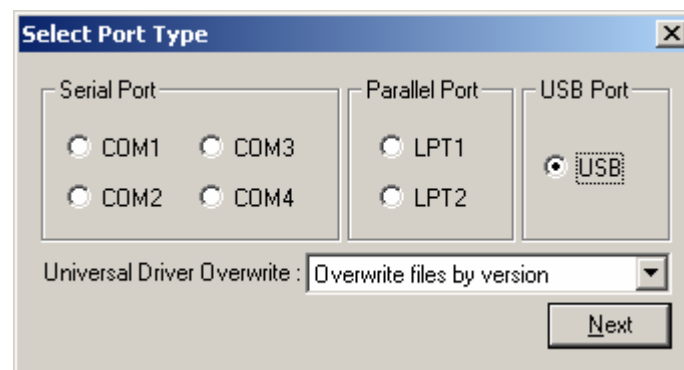 Select Port Type
Serial Port Parallel Port USB Port
COM1 COM3 LPT1 USB
COM2 COM4 LPT2
Universal Driver Overwrite : Overwrite files by version
Next